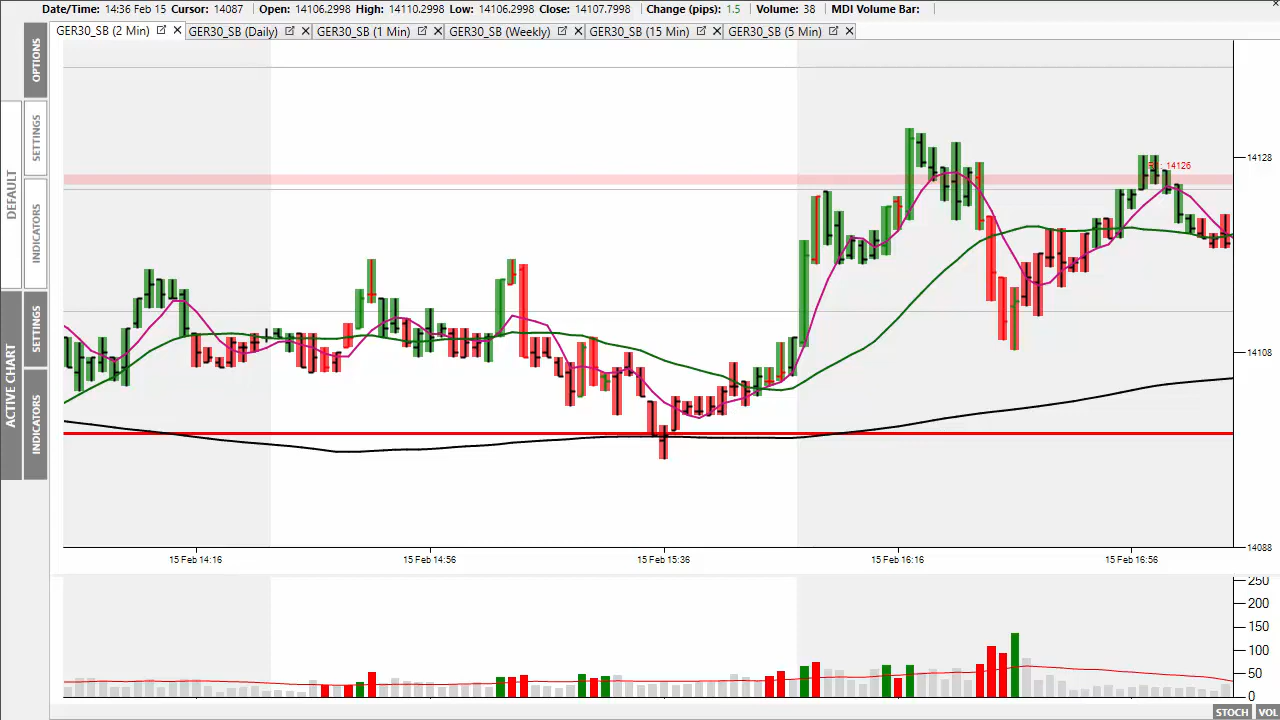 Date/Time: 14:36 Feb 15 Cursor: 14087 Open: 14106.2998 High: 14110.2998 Low: 14106.2998 Close: 14107.7998 Change (pips): 1.5 Volume: 38 MDI Volume Bar:
GER30_SB (2 Min) GER30_SB (Daily) GER30_SB (1 Min) GER30_SB (Weekly) GER30_SB (15 Min) GER30_SB (5 Min)
OPTIONS
DEFAULT
SETTINGS
INDICATORS
ACTIVE CHART
SETTINGS
INDICATORS
14126
14128
14108
14088
15 Feb 14:16 15 Feb 14:56 15 Feb 15:36 15 Feb 16:16 15 Feb 16:56
250
200
150
100
50
0
STOCH VOL